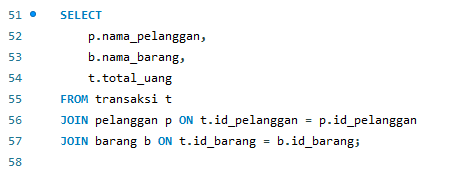 51 SELECT
52 p.nama_pelanggan,
53 b.nama_barang,
54 t.total_uang
55 FROM transaksi t
56 JOIN pelanggan p ON t.id_pelanggan = p.id_pelanggan
57 JOIN barang b ON t.id_barang = b.id_barang;
58